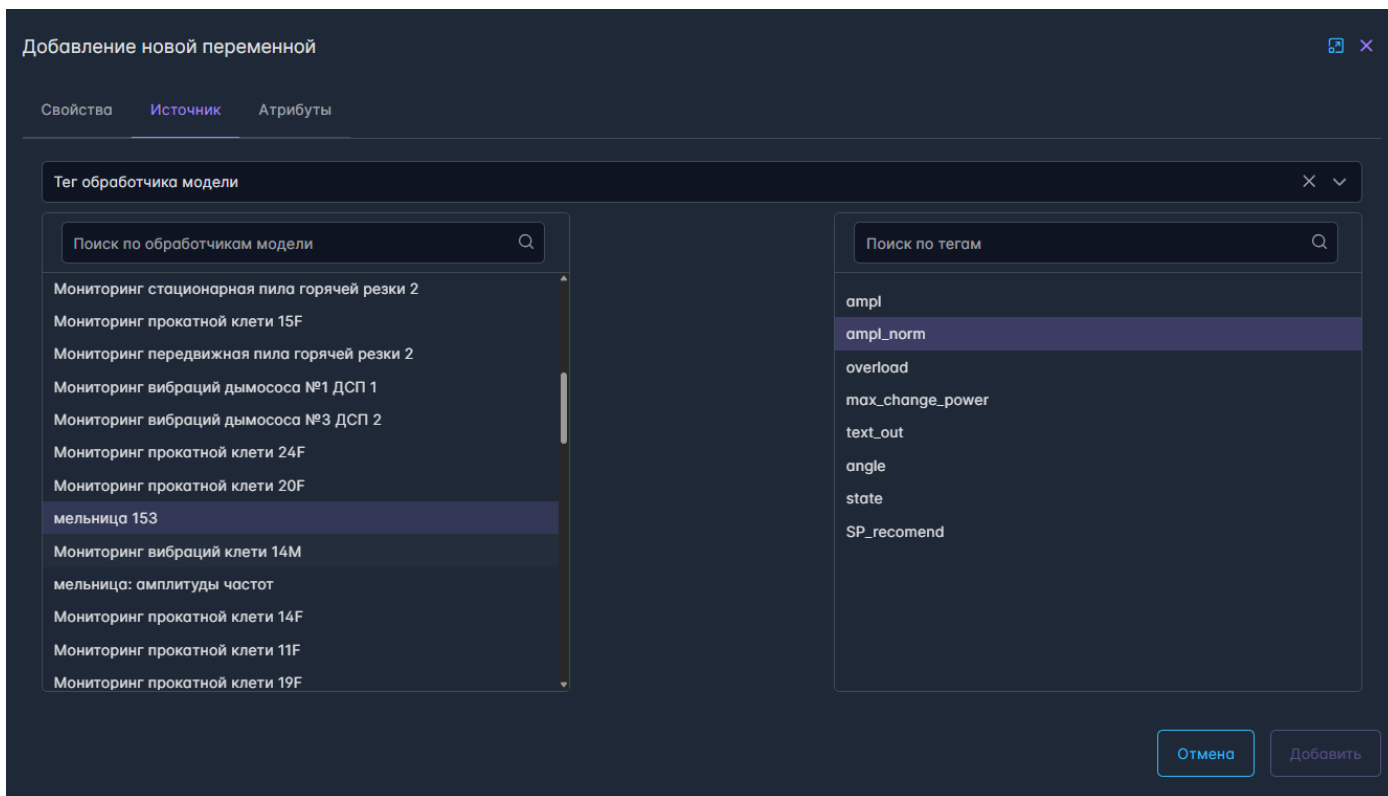 Добавление новой переменной
Свойства Источник Атрибуты
Тег обработчика модели
Поиск по обработчикам модели
Мониторинг стационарная пила горячей резки 2
Мониторинг прокатной клети 15F
Мониторинг передвижная пила горячей резки 2
Мониторинг вибраций дымососа №1 ДСП 1
Мониторинг вибраций дымососа №3 ДСП 2
Мониторинг прокатной клети 24F
Мониторинг прокатной клети 20F
мельница 153
Мониторинг вибраций клети 14М
мельница: амплитуды частот
Мониторинг прокатной клети 14F
Мониторинг прокатной клети 11F
Мониторинг прокатной клети 19F
Поиск по тегам
ampl
ampl_norm
overload
max_change_power
text_out
angle
state
SP_recomend
Отмена Добавить